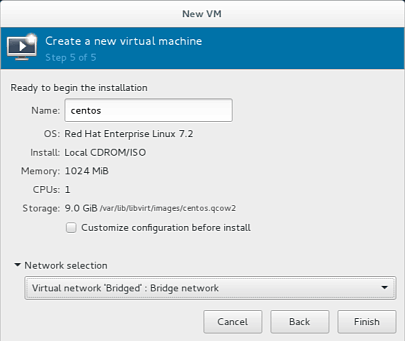 New VM
Create a new virtual machine
Step 5 of 5
Ready to begin the installation
Name: centos
OS: Red Hat Enterprise Linux 7.2
Install: Local CDROM/ISO
Memory: 1024 MiB
CPUs: 1
Storage: 9.0 GiB /var/lib/libvirt/images/centos.qcow2
Customize configuration before install
Network selection
Virtual network 'Bridged' : Bridge network
Cancel Back Finish